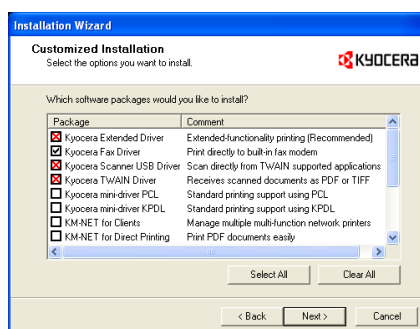 Installation Wizard
Customized Installation
Select the options you want to install.
KYOCERA
Which software packages would you like to install?
Package Comment
Kyocera Extended Driver Extended-functionality printing (Recommended)
Kyocera Fax Driver Print directly to built-in fax modem
Kyocera Scanner USB Driver Scan directly from TWAIN supported applications
Kyocera TWAIN Driver Receives scanned documents as PDF or TIFF
Kyocera mini-driver PCL Standard printing support using PCL
Kyocera mini-driver KPDL Standard printing support using KPDL
KM-NET for Clients Manage multiple multi-function network printers
KM-NET for Direct Printing Print PDF documents easily
Select All Clear All
< Back Next > Cancel